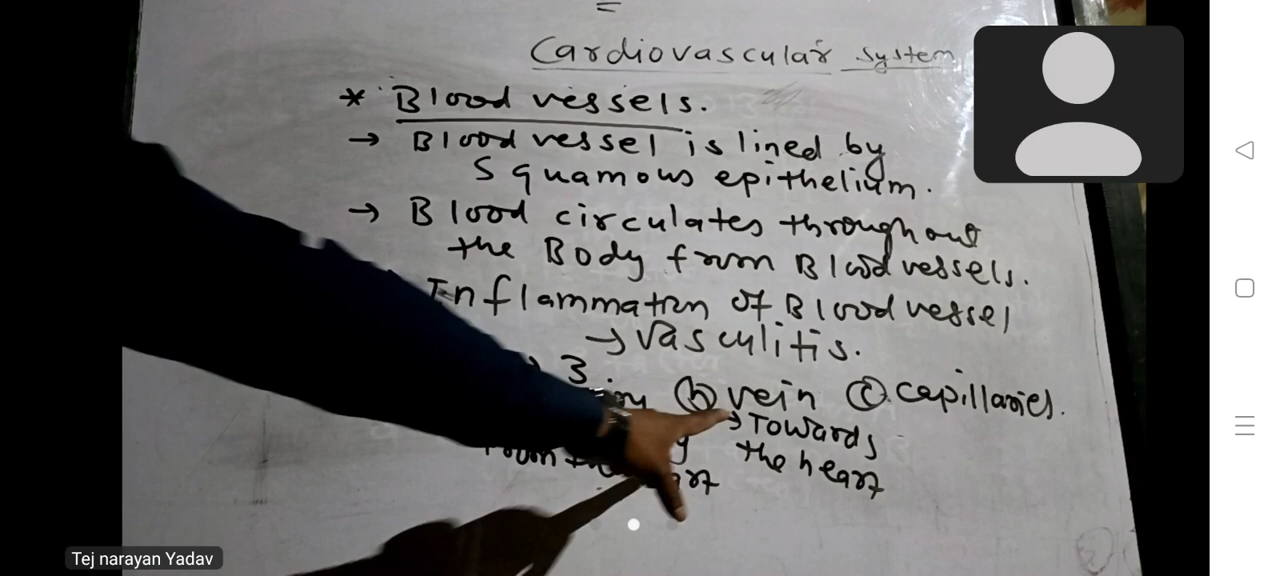 Cardiovascular system
* Blood vessels.
→ Blood vessel is lined by
Squamous epithelium.
→ Blood circulates throughout
the Body from Blood vessels.
Inflammation of Blood vessel
→ Vasculitis.
3
(b) vein (c) capillaries.
→ Towards
the heart
Tej narayan Yadav